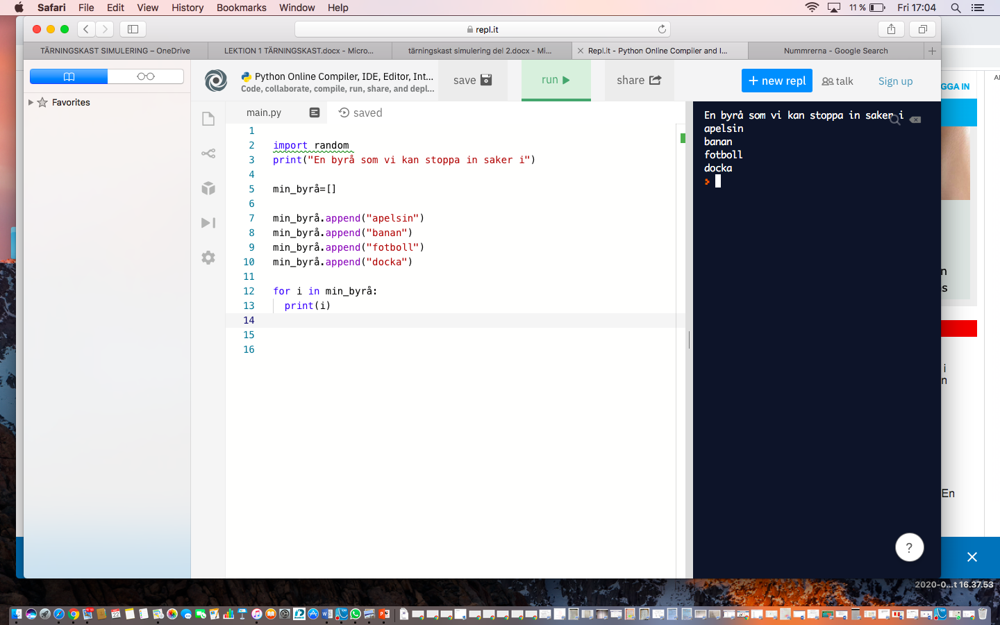 Safari File Edit View History Bookmarks Window Help 11 % Fri 17:04
repl.it
TÄRNINGSKAST SIMULERING – OneDrive
LEKTION 1 TÄRNINGSKAST.docx - Micro...
tärningskast simulering del 2.docx - Mi...
Repl.it - Python Online Compiler and I...
Nummrerna - Google Search
Favorites
Python Online Compiler, IDE, Editor, Int...
Code, collaborate, compile, run, share, and depl...
save
run
share
+ new repl
talk
Sign up
main.py
saved
1
2 import random
3 print("En byrå som vi kan stoppa in saker i")
4
5 min_byrå=[]
6
7 min_byrå.append("apelsin")
8 min_byrå.append("banan")
9 min_byrå.append("fotboll")
10 min_byrå.append("docka")
11
12 for i in min_byrå:
13 print(i)
14
15
16
En byrå som vi kan stoppa in saker i
apelsin
banan
fotboll
docka
?
GGA IN
n
s
i
n
En
2020-0...t 16.37.53